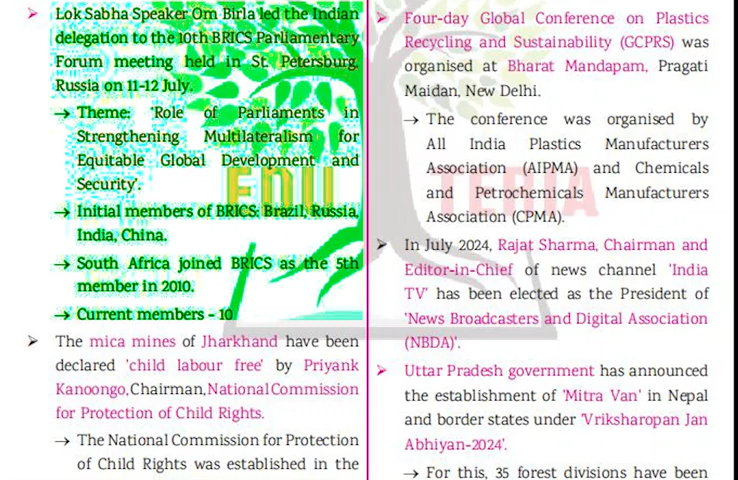 ➤ Lok Sabha Speaker Om Birla led the Indian
delegation to the 10th BRICS Parliamentary
Forum meeting held in St. Petersburg,
Russia on 11-12 July.
→ Theme: 'Role of Parliaments in
Strengthening Multilateralism for
Equitable Global Development and
Security'.
→ Initial members of BRICS: Brazil, Russia,
India, China.
→ South Africa joined BRICS as the 5th
member in 2010.
→ Current members - 10
➤ The mica mines of Jharkhand have been
declared 'child labour free' by Priyank
Kanoongo, Chairman, National Commission
for Protection of Child Rights.
→ The National Commission for Protection
of Child Rights was established in the
➤ Four-day Global Conference on Plastics
Recycling and Sustainability (GCPRS) was
organised at Bharat Mandapam, Pragati
Maidan, New Delhi.
→ The conference was organised by
All India Plastics Manufacturers
Association (AIPMA) and Chemicals
and Petrochemicals Manufacturers
Association (CPMA).
➤ In July 2024, Rajat Sharma, Chairman and
Editor-in-Chief of news channel 'India
TV' has been elected as the President of
'News Broadcasters and Digital Association
(NBDA)'.
➤ Uttar Pradesh government has announced
the establishment of 'Mitra Van' in Nepal
and border states under 'Vriksharopan Jan
Abhiyan-2024'.
→ For this, 35 forest divisions have been
EDU TERIA